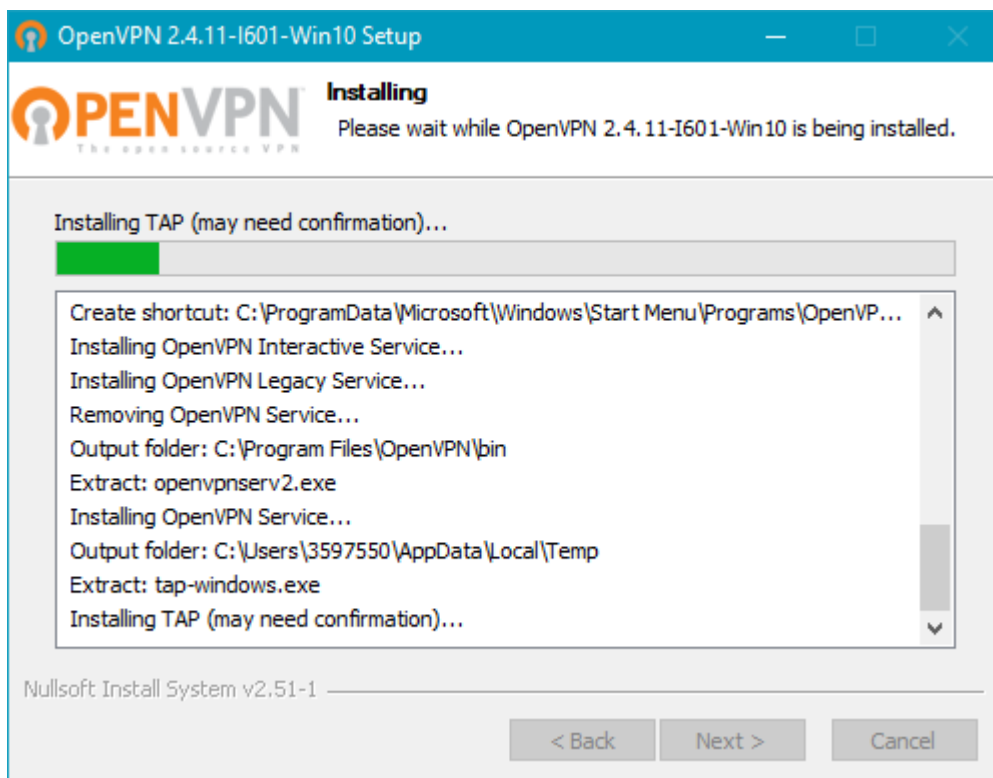 OpenVPN 2.4.11-I601-Win10 Setup
OPENVPN
The open source VPN
Installing
Please wait while OpenVPN 2.4.11-I601-Win10 is being installed.
Installing TAP (may need confirmation)...
Create shortcut: C:\ProgramData\Microsoft\Windows\Start Menu\Programs\OpenVP...
Installing OpenVPN Interactive Service...
Installing OpenVPN Legacy Service...
Removing OpenVPN Service...
Output folder: C:\Program Files\OpenVPN\bin
Extract: openvpnserv2.exe
Installing OpenVPN Service...
Output folder: C:\Users\3597550\AppData\Local\Temp
Extract: tap-windows.exe
Installing TAP (may need confirmation)...
Nullsoft Install System v2.51-1
< Back
Next >
Cancel